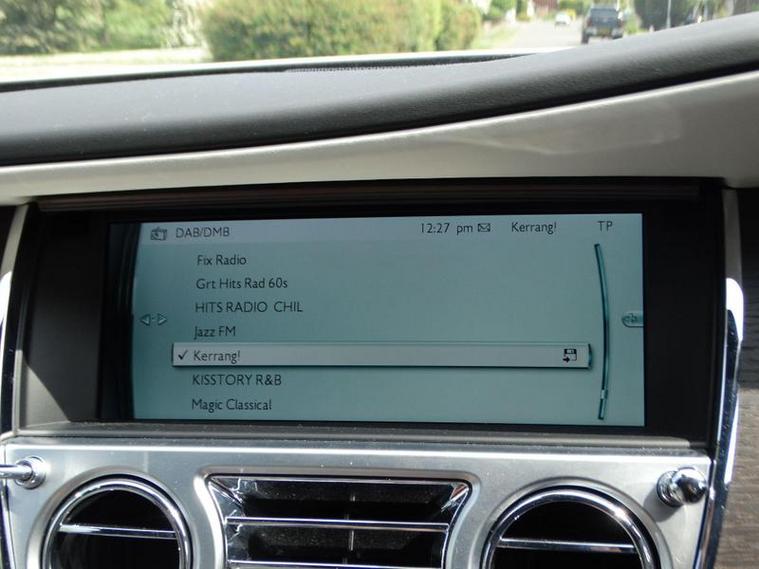 DAB/DMB 12:27 pm Kerrang! TP
Fix Radio
Grt Hits Rad 60s
HITS RADIO CHIL
Jazz FM
Kerrang!
KISSTORY R&B
Magic Classical